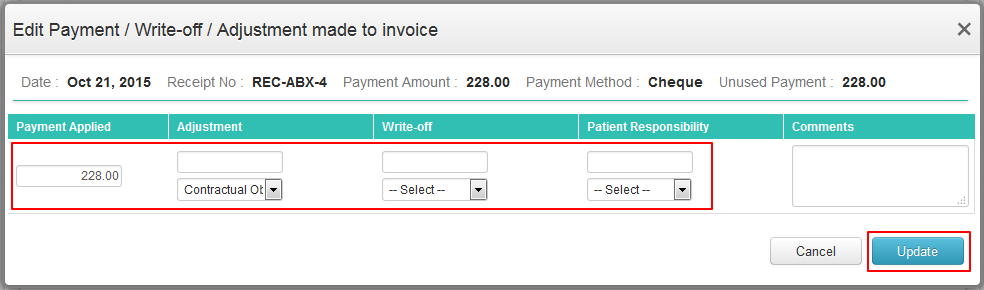 Edit Payment / Write-off / Adjustment made to invoice
Date : Oct 21, 2015 Receipt No : REC-ABX-4 Payment Amount : 228.00 Payment Method : Cheque Unused Payment : 228.00
Payment Applied Adjustment Write-off Patient Responsibility Comments
228.00
Contractual Ob -- Select -- -- Select --
Cancel Update